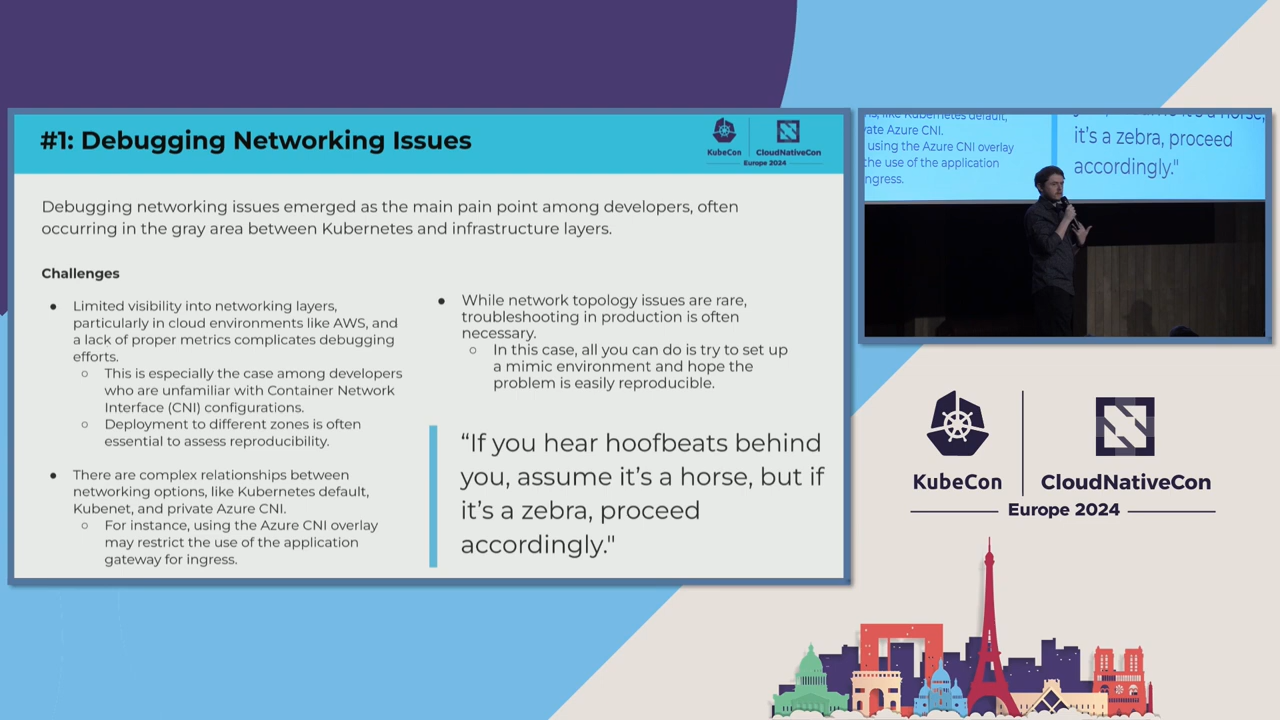 #1: Debugging Networking Issues
KubeCon
CloudNativeCon
Europe 2024
Debugging networking issues emerged as the main pain point among developers, often
occurring in the gray area between Kubernetes and infrastructure layers.
Challenges
● Limited visibility into networking layers,
particularly in cloud environments like AWS, and
a lack of proper metrics complicates debugging
efforts.
○ This is especially the case among developers
who are unfamiliar with Container Network
Interface (CNI) configurations.
○ Deployment to different zones is often
essential to assess reproducibility.
● There are complex relationships between
networking options, like Kubernetes default,
Kubenet, and private Azure CNI.
○ For instance, using the Azure CNI overlay
may restrict the use of the application
gateway for ingress.
● While network topology issues are rare,
troubleshooting in production is often
necessary.
○ In this case, all you can do is try to set up
a mimic environment and hope the
problem is easily reproducible.
“If you hear hoofbeats behind
you, assume it’s a horse, but if
it’s a zebra, proceed
accordingly."
like Kubernetes default,
vate Azure CNI.
using the Azure CNI overlay
the use of the application
ngress.
it's a horse,
it's a zebra, proceed
accordingly."
KubeCon
CloudNativeCon
Europe 2024